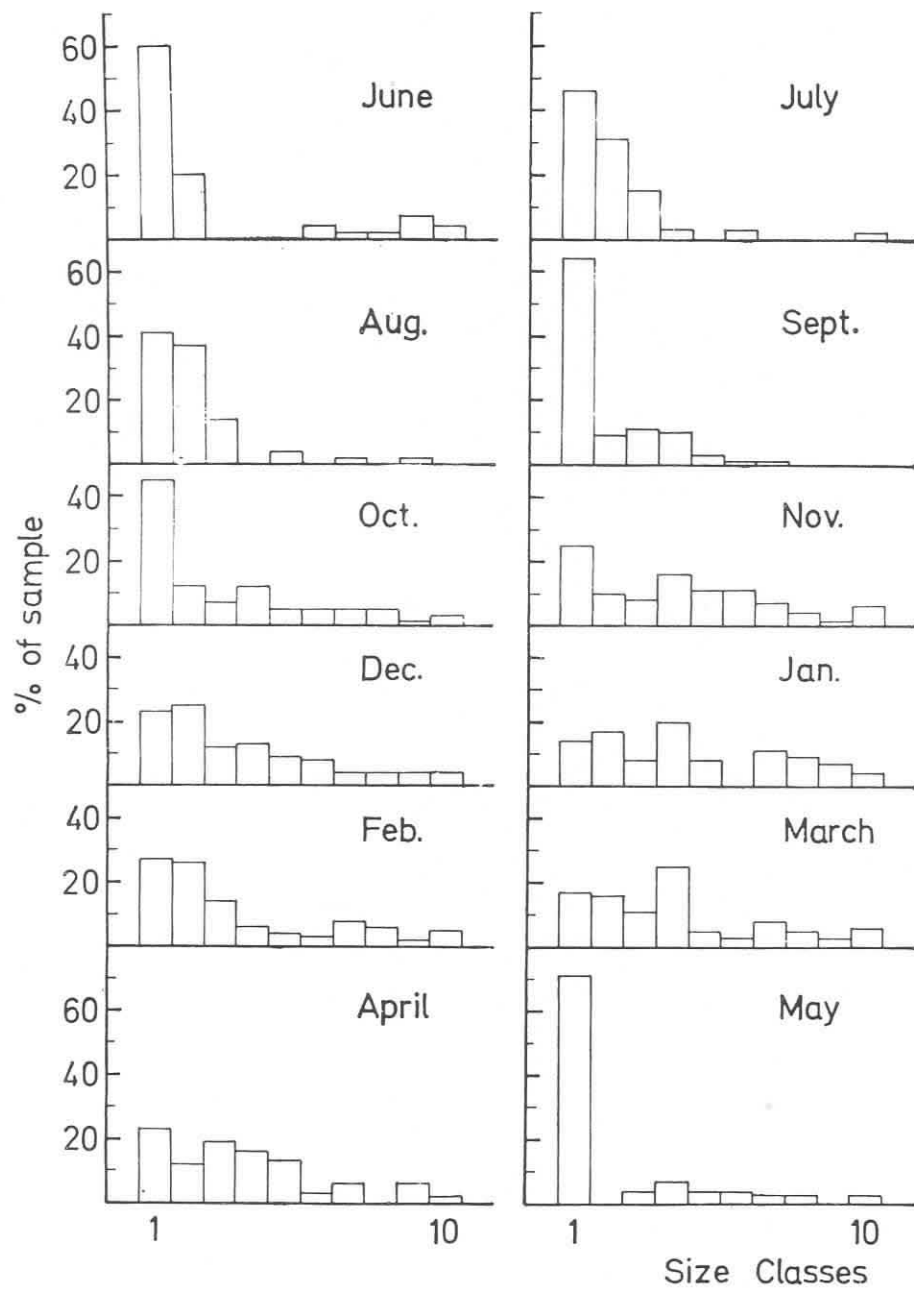 60
40
20
June
July
60
40
20
Aug.
Sept.
40
20
Oct.
Nov.
% of sample
40
20
Dec.
Jan.
40
20
Feb.
March
60
40
20
April
May
1
10
1
10
Size Classes